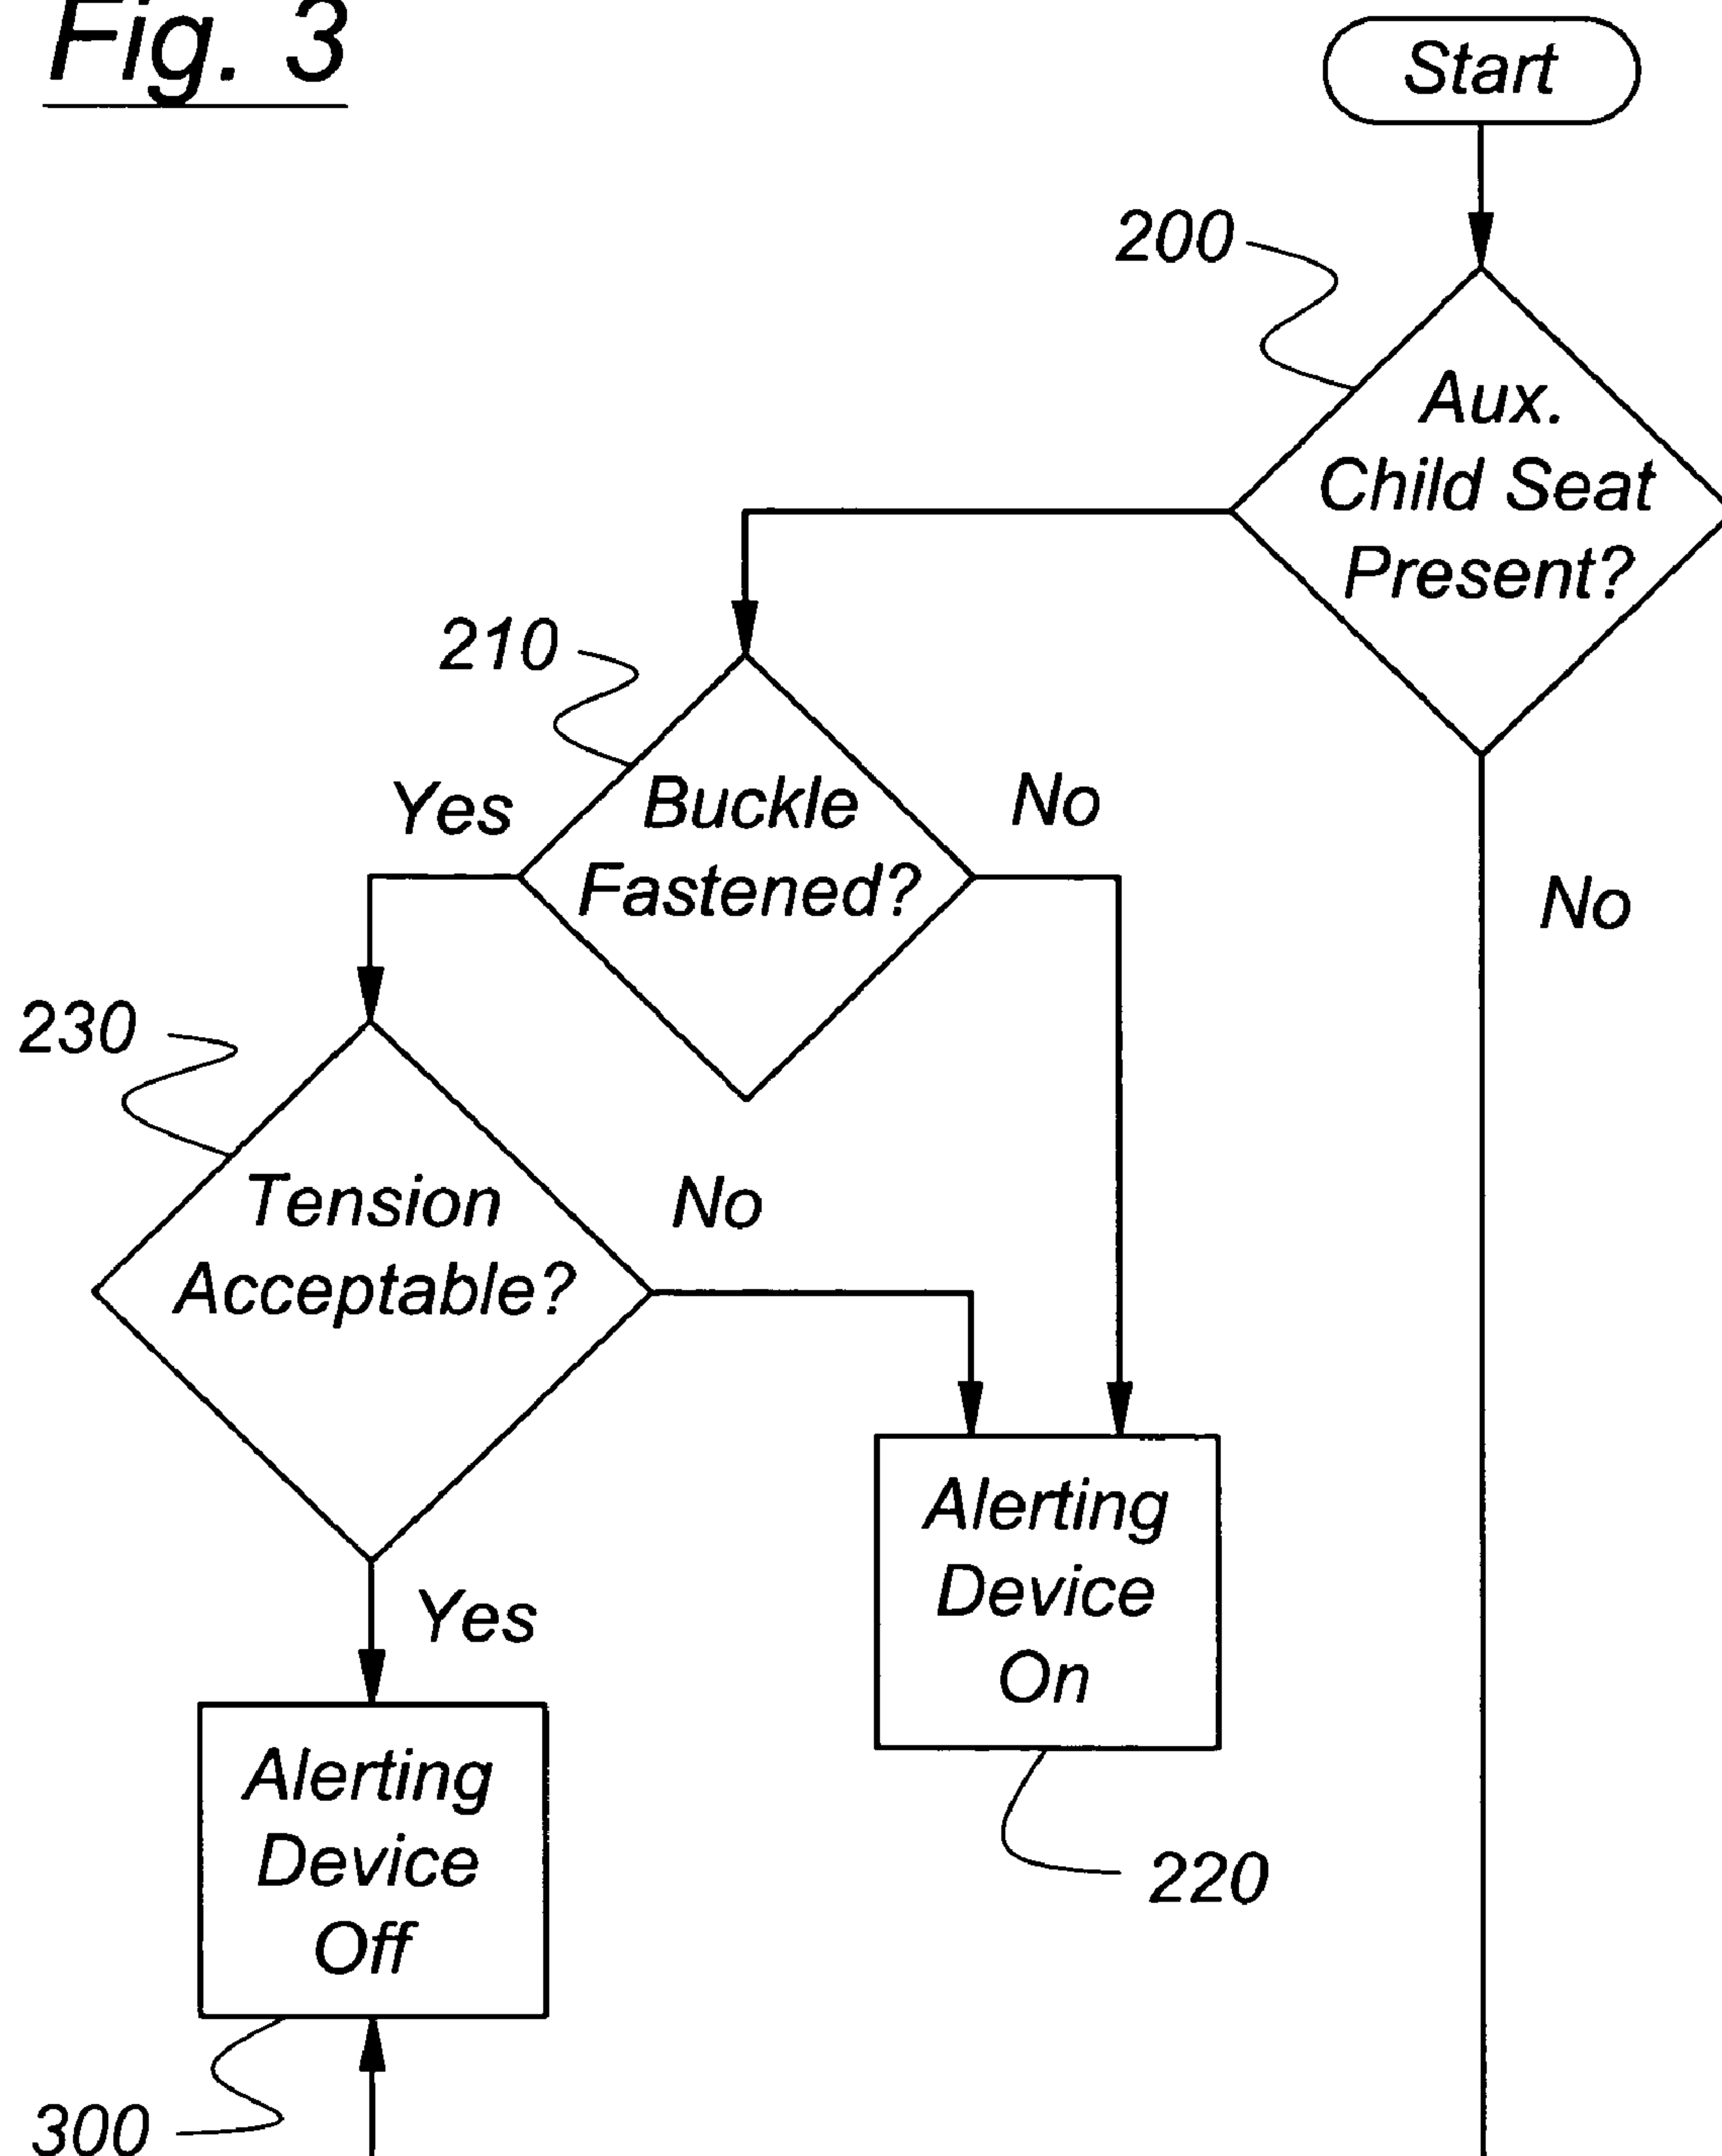 Fig. 3
Start
200
Aux.
Child Seat
Present?
210
Yes
Buckle
Fastened?
No
No
230
Tension
Acceptable?
No
Alerting
Device
On
Yes
Alerting
Device
Off
220
300